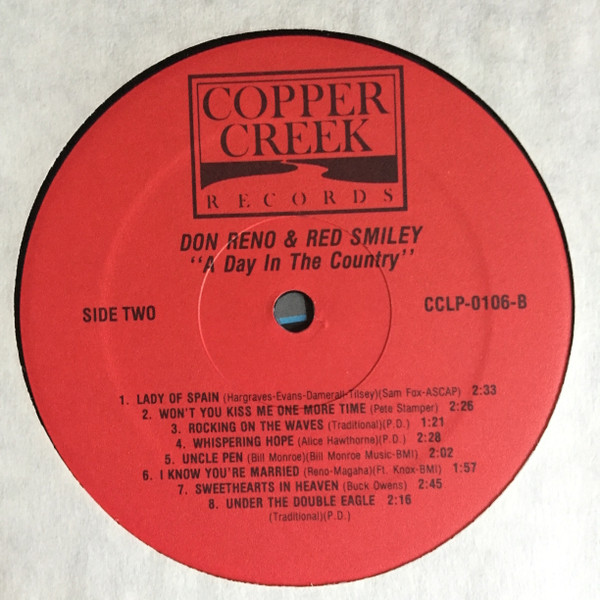 COPPER
CREEK
RECORDS
DON RENO & RED SMILEY
"A Day In The Country"
SIDE TWO
CCLP-0106-B
1. LADY OF SPAIN (Hargraves-Evans-Damerall-Tilsey)(Sam Fox-ASCAP) 2:33
2. WON'T YOU KISS ME ONE MORE TIME (Pete Stamper) 2:26
3. ROCKING ON THE WAVES (Traditional)(P.D.) 1:21
4. WHISPERING HOPE (Alice Hawthorne)(P.D.) 2:28
5. UNCLE PEN (Bill Monroe)(Bill Monroe Music-BMI) 2:02
6. I KNOW YOU'RE MARRIED (Reno-Magaha)(Ft. Knox-BMI) 1:57
7. SWEETHEARTS IN HEAVEN (Buck Owens) 2:45
8. UNDER THE DOUBLE EAGLE 2:16
(Traditional)(P.D.)